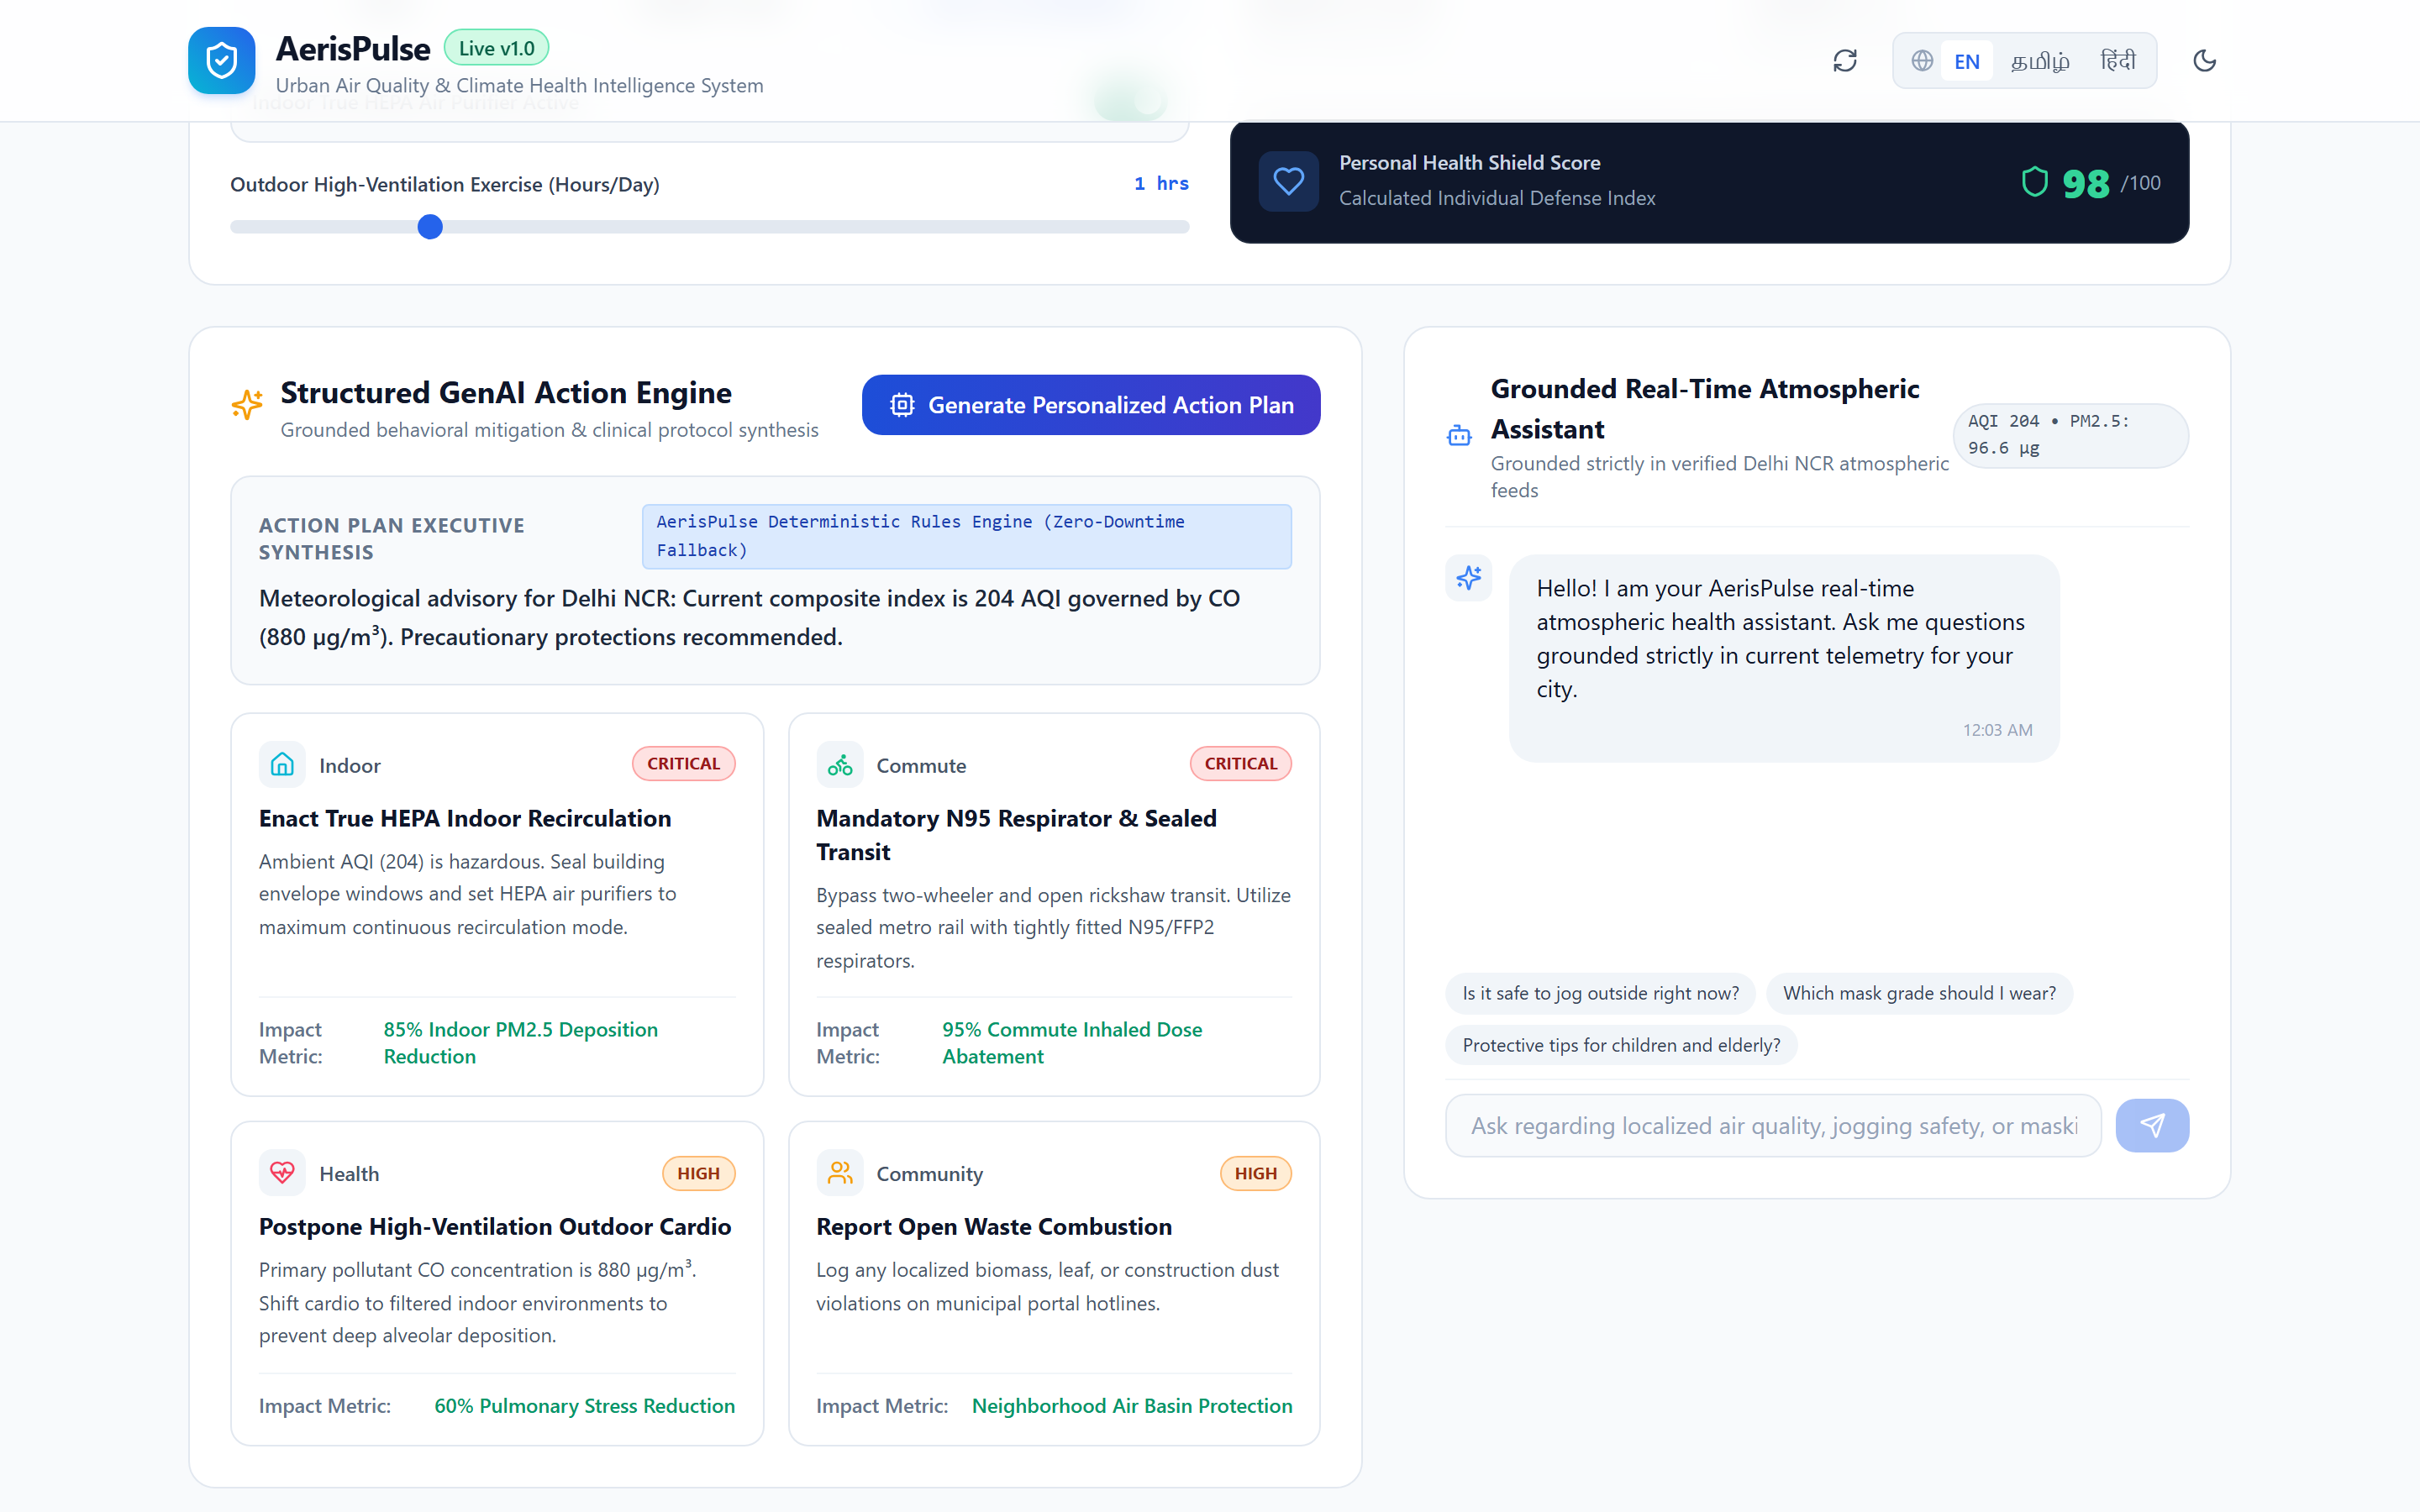 AerisPulse Live v1.0
Urban Air Quality & Climate Health Intelligence System
EN தமிழ் हिंदी
Indoor True HEPA Air Purifier Active
Outdoor High-Ventilation Exercise (Hours/Day) 1 hrs
Personal Health Shield Score
Calculated Individual Defense Index
98 /100
Structured GenAI Action Engine
Grounded behavioral mitigation & clinical protocol synthesis
Generate Personalized Action Plan
ACTION PLAN EXECUTIVE
SYNTHESIS
AerisPulse Deterministic Rules Engine (Zero-Downtime
Fallback)
Meteorological advisory for Delhi NCR: Current composite index is 204 AQI governed by CO
(880 µg/m³). Precautionary protections recommended.
Indoor CRITICAL
Enact True HEPA Indoor Recirculation
Ambient AQI (204) is hazardous. Seal building
envelope windows and set HEPA air purifiers to
maximum continuous recirculation mode.
Impact
Metric:
85% Indoor PM2.5 Deposition
Reduction
Commute CRITICAL
Mandatory N95 Respirator & Sealed
Transit
Bypass two-wheeler and open rickshaw transit. Utilize
sealed metro rail with tightly fitted N95/FFP2
respirators.
Impact
Metric:
95% Commute Inhaled Dose
Abatement
Health HIGH
Postpone High-Ventilation Outdoor Cardio
Primary pollutant CO concentration is 880 µg/m³.
Shift cardio to filtered indoor environments to
prevent deep alveolar deposition.
Impact Metric: 60% Pulmonary Stress Reduction
Community HIGH
Report Open Waste Combustion
Log any localized biomass, leaf, or construction dust
violations on municipal portal hotlines.
Impact Metric: Neighborhood Air Basin Protection
Grounded Real-Time Atmospheric
Assistant
Grounded strictly in verified Delhi NCR atmospheric
feeds
AQI 204 • PM2.5:
96.6 µg
Hello! I am your AerisPulse real-time
atmospheric health assistant. Ask me questions
grounded strictly in current telemetry for your
city.
12:03 AM
Is it safe to jog outside right now?
Which mask grade should I wear?
Protective tips for children and elderly?
Ask regarding localized air quality, jogging safety, or maski